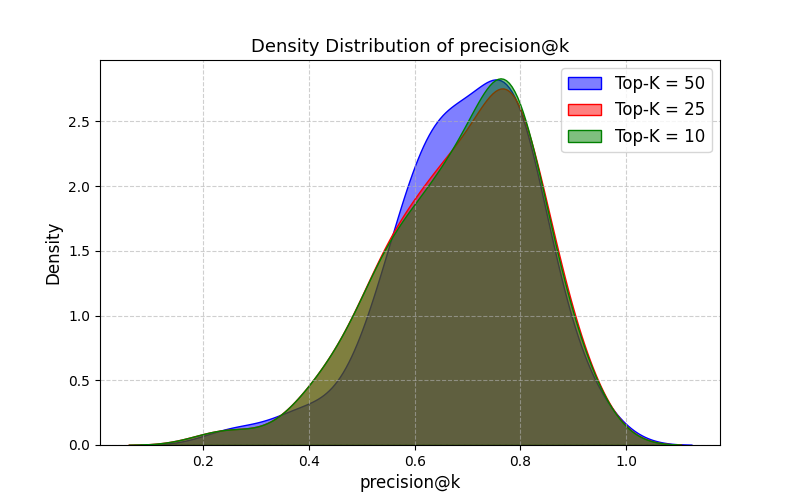 Density Distribution of precision@k
Top-K = 50
Top-K = 25
Top-K = 10
Density
2.5
2.0
1.5
1.0
0.5
0.0
0.2 0.4 0.6 0.8 1.0
precision@k